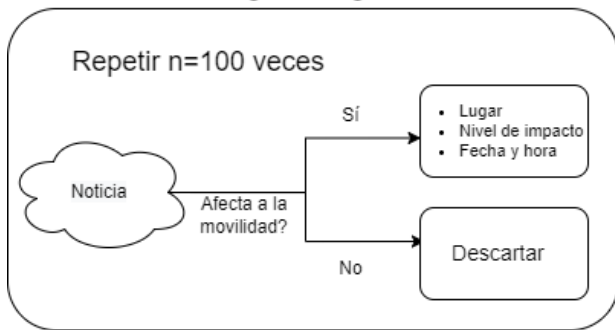 Repetir n=100 veces
Noticia
Afecta a la
movilidad?
Sí
• Lugar
• Nivel de impacto
• Fecha y hora
No
Descartar